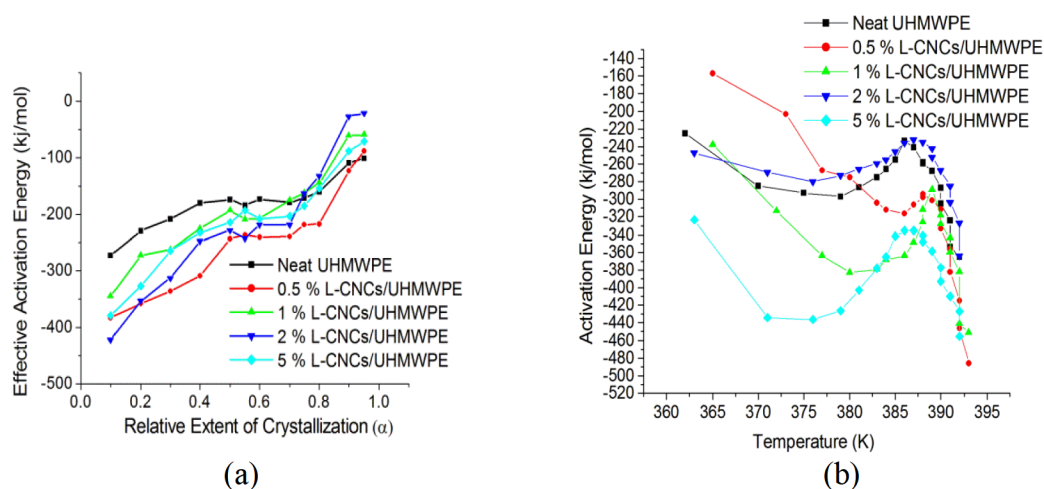 Effective Activation Energy (kj/mol)
0
-100
-200
-300
-400
-500
0.0 0.2 0.4 0.6 0.8 1.0
Relative Extent of Crystallization (α)
Neat UHMWPE
0.5 % L-CNCs/UHMWPE
1 % L-CNCs/UHMWPE
2 % L-CNCs/UHMWPE
5 % L-CNCs/UHMWPE
(a)
Neat UHMWPE
0.5 % L-CNCs/UHMWPE
1 % L-CNCs/UHMWPE
2 % L-CNCs/UHMWPE
5 % L-CNCs/UHMWPE
Activation Energy (kj/mol)
-140
-160
-180
-200
-220
-240
-260
-280
-300
-320
-340
-360
-380
-400
-420
-440
-460
-480
-500
-520
360 365 370 375 380 385 390 395
Temperature (K)
(b)